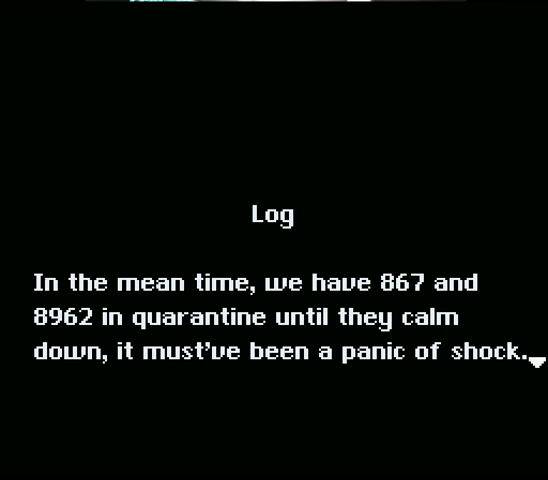 Log
In the mean time, we have 867 and
8962 in quarantine until they calm
down, it must've been a panic of shock.